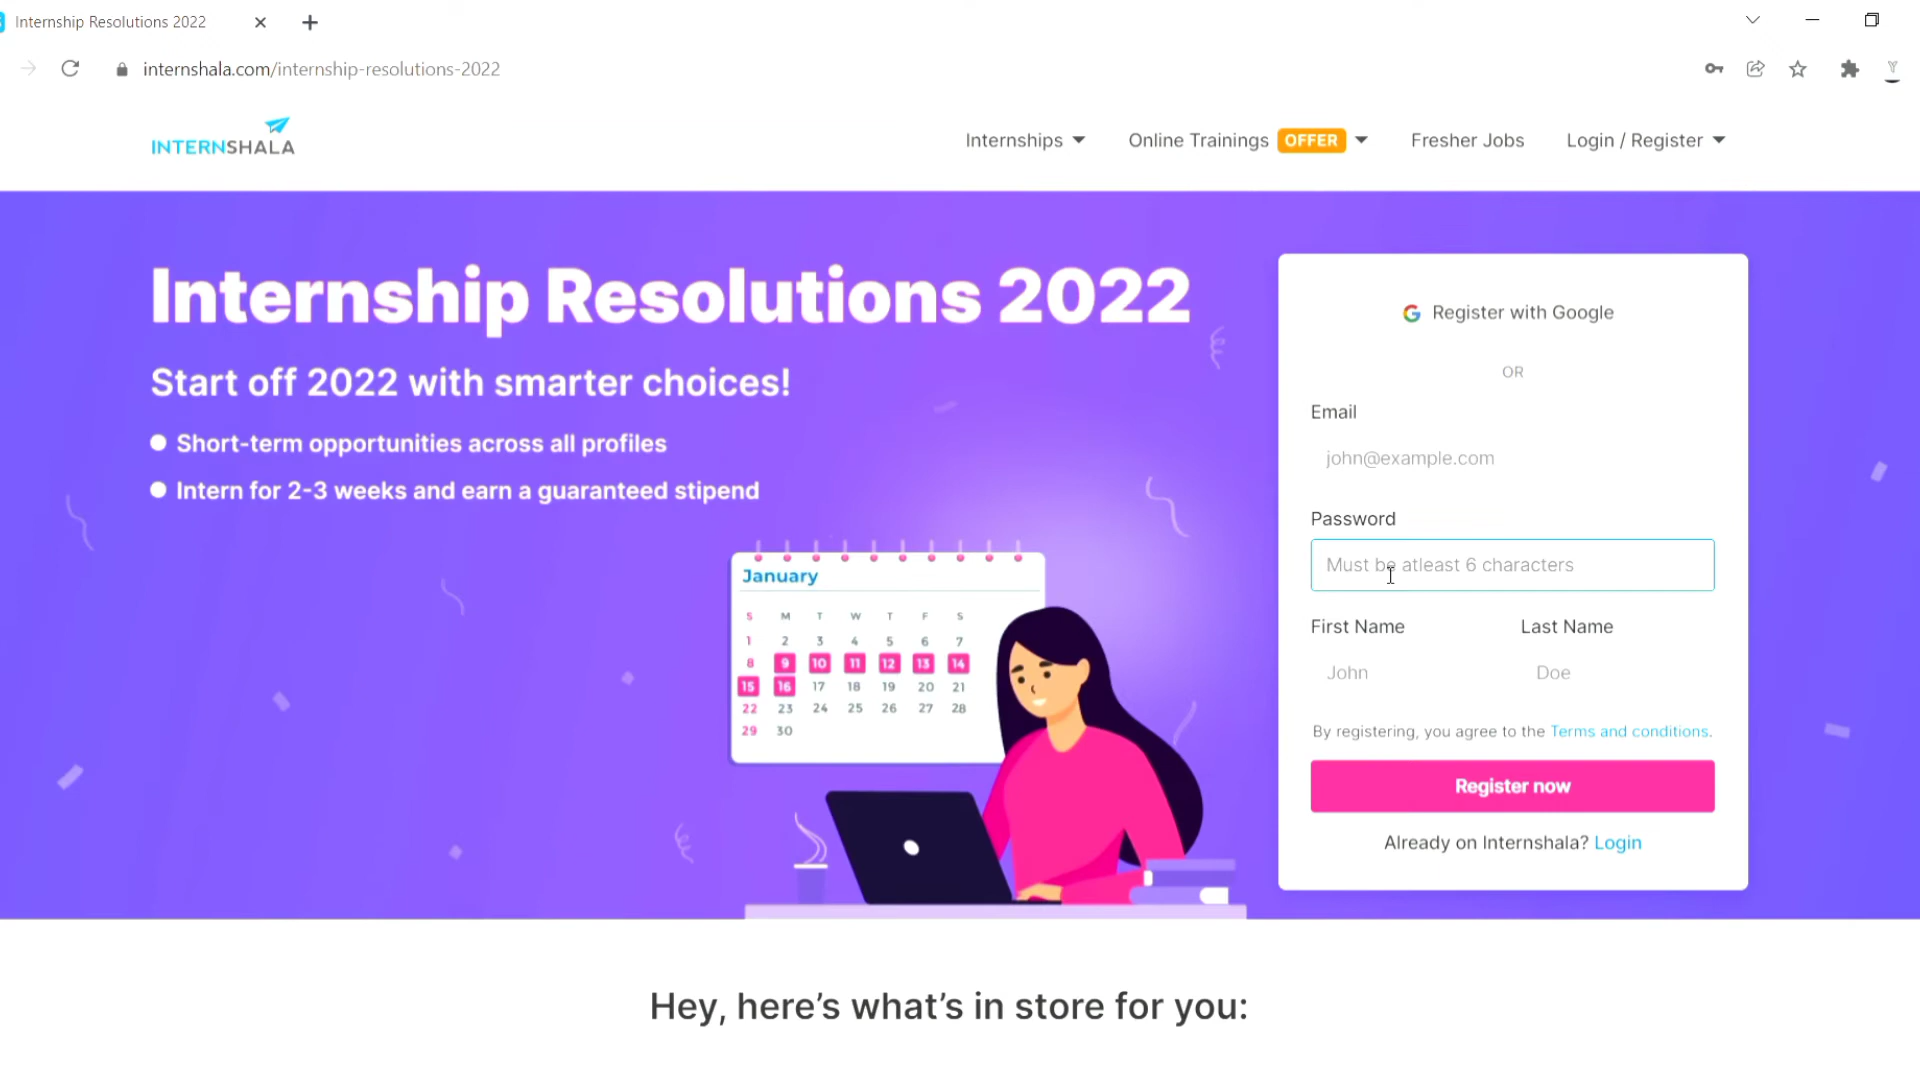 Internship Resolutions 2022
internshala.com/internship-resolutions-2022
INTERNSHALA
Internships
Online Trainings OFFER
Fresher Jobs
Login / Register
Internship Resolutions 2022
Start off 2022 with smarter choices!
Short-term opportunities across all profiles
Intern for 2-3 weeks and earn a guaranteed stipend
January
S M T W T F S
1 2 3 4 5 6 7
8 9 10 11 12 13 14
15 16 17 18 19 20 21
22 23 24 25 26 27 28
29 30
Register with Google
OR
Email
john@example.com
Password
Must be atleast 6 characters
First Name Last Name
John Doe
By registering, you agree to the Terms and conditions.
Register now
Already on Internshala? Login
Hey, here's what's in store for you: